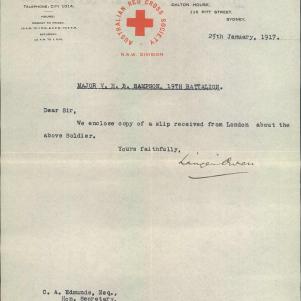 TELEPHONE: CITY 1014.
HOURS:
SATURDAY
AUSTRALIAN RED CROSS SOCIETY
N.S.W. DIVISION
DALTON HOUSE,
115 PITT STREET,
SYDNEY.
25th January, 1917.
MAJOR V. H. B. SAMPSON, 19TH BATTALION.
Dear Sir,
We enclose copy of a slip received from London about the
above Soldier.
Yours faithfully,
C. A. Edmunds, Esq.,
Hon. Secretary.